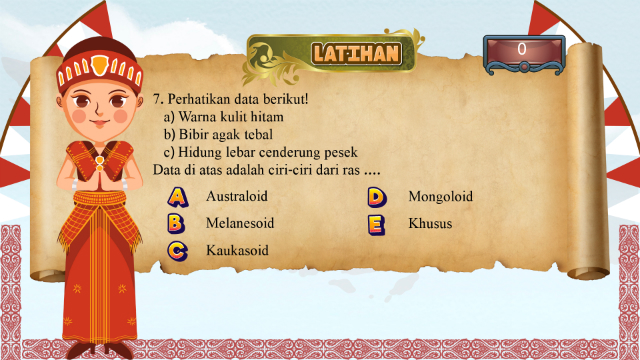 LATIHAN
0
7. Perhatikan data berikut!
a) Warna kulit hitam
b) Bibir agak tebal
c) Hidung lebar cenderung pesek
Data di atas adalah ciri-ciri dari ras ....
A Australoid
B Melanesoid
C Kaukasoid
D Mongoloid
E Khusus